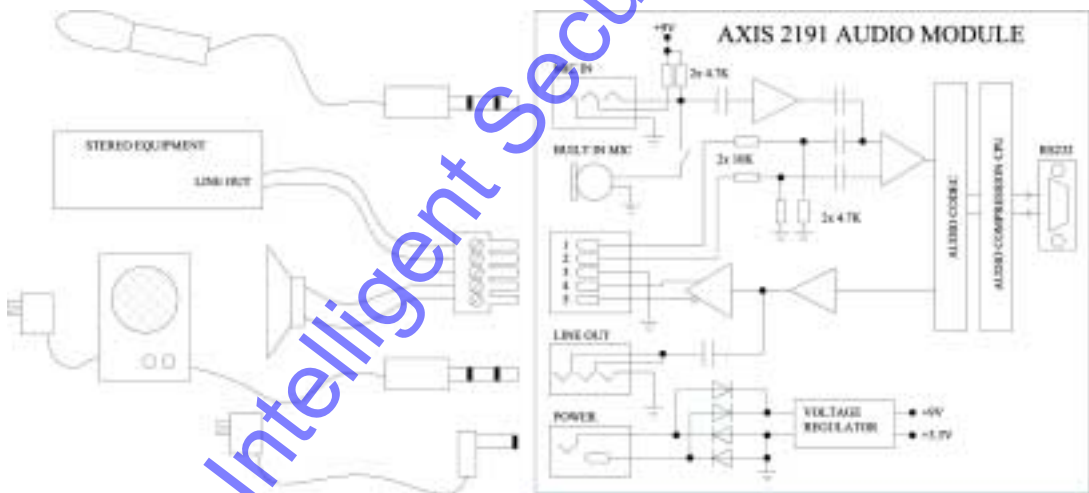 AXIS 2191 AUDIO MODULE
+9V
MIC IN
2x 4.7K
STEREO EQUIPMENT
LINE OUT
BUILT IN MIC
2x 10K
2x 4.7K
RS232
AUDIO CODEC
AUDIO COMPRESSION CPU
1
2
3
4
5
LINE OUT
POWER
VOLTAGE
REGULATOR
+9V
+3.3V
Intelligent Secu